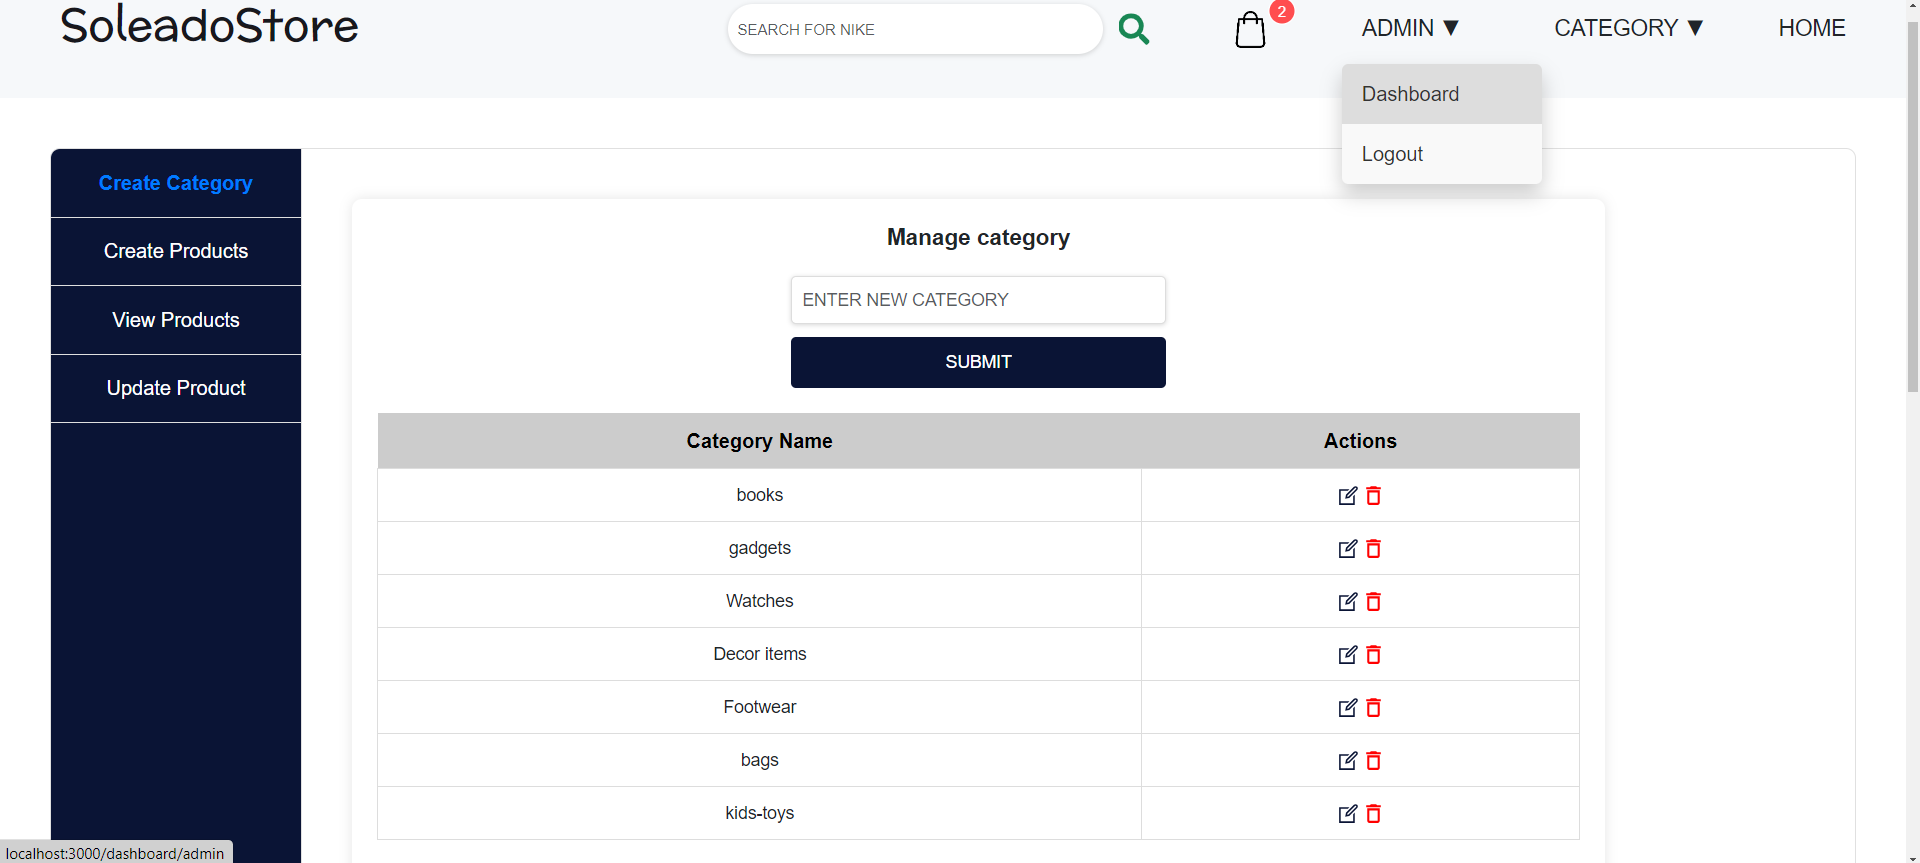 SoleadoStore
SEARCH FOR NIKE
2
ADMIN ▼
CATEGORY ▼
HOME
Dashboard
Logout
Create Category
Create Products
View Products
Update Product
Manage category
ENTER NEW CATEGORY
SUBMIT
Category Name Actions
books
gadgets
Watches
Decor items
Footwear
bags
kids-toys
localhost:3000/dashboard/admin